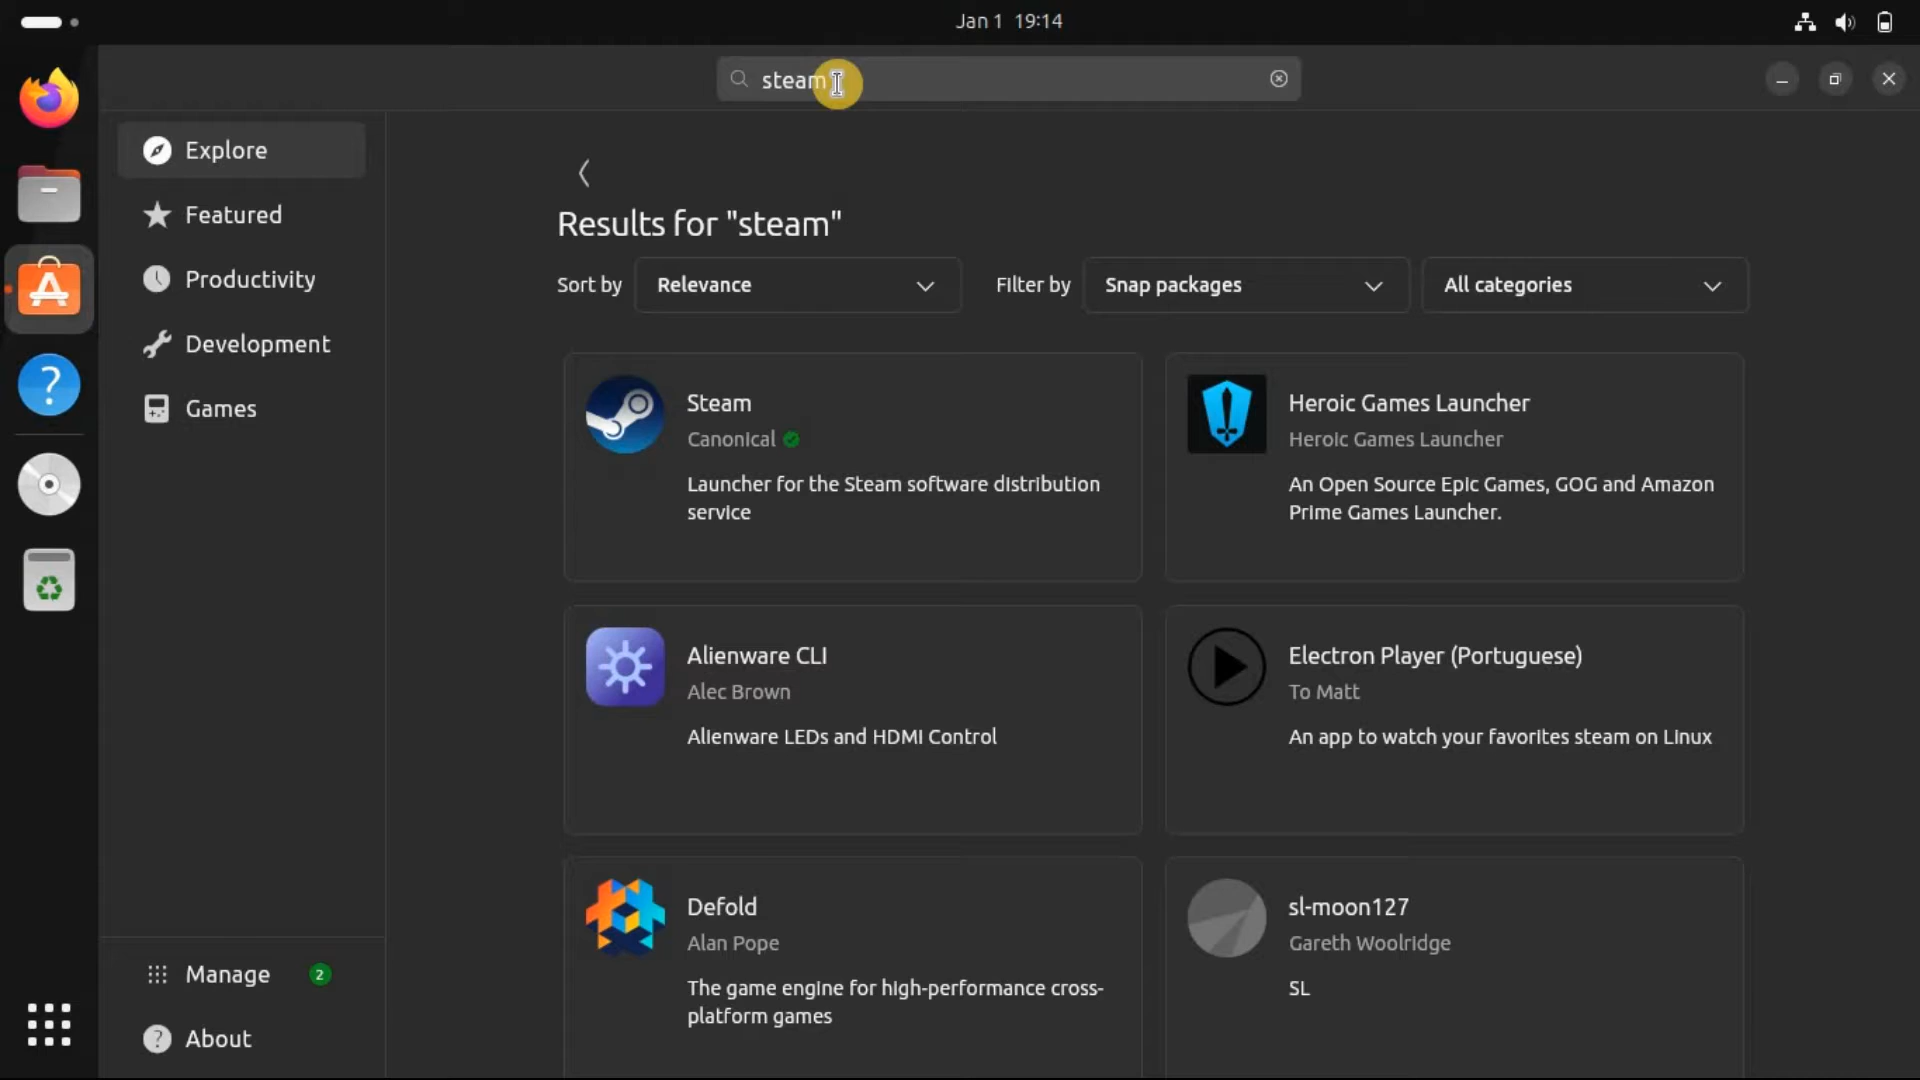 Jan 1 19:14
steam
Explore
Featured
Productivity
Development
Games
Manage 2
About
Results for "steam"
Sort by Relevance Filter by Snap packages All categories
Steam
Canonical
Launcher for the Steam software distribution
service
Heroic Games Launcher
Heroic Games Launcher
An Open Source Epic Games, GOG and Amazon
Prime Games Launcher.
Alienware CLI
Alec Brown
Alienware LEDs and HDMI Control
Electron Player (Portuguese)
To Matt
An app to watch your favorites steam on Linux
Defold
Alan Pope
The game engine for high-performance cross-
platform games
sl-moon127
Gareth Woolridge
SL